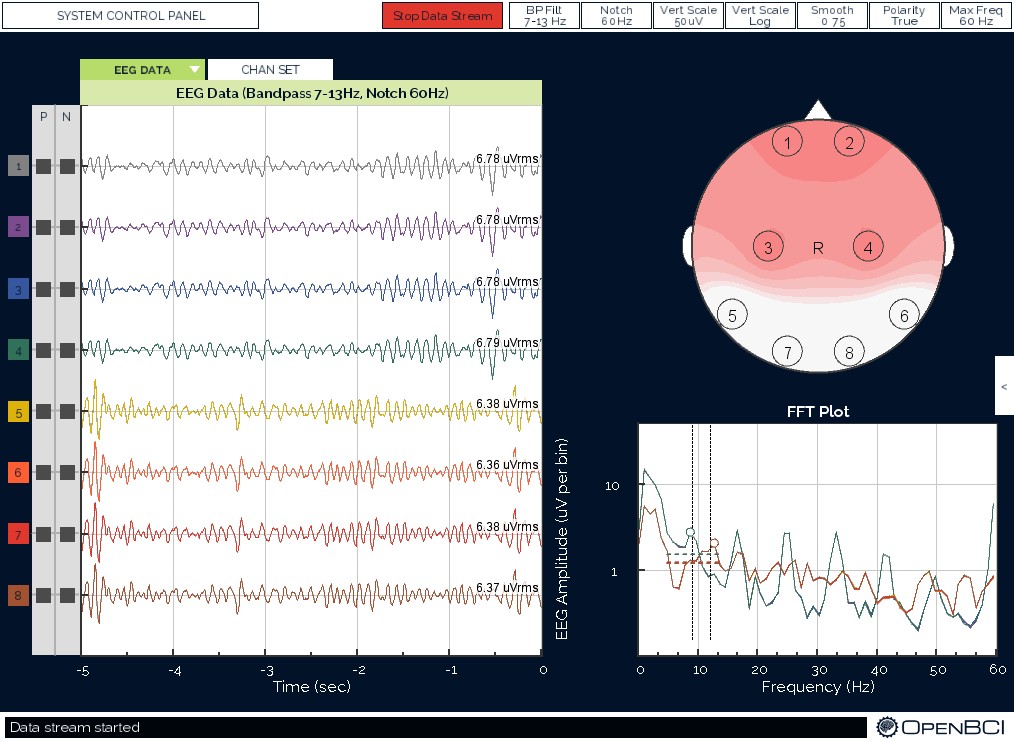 SYSTEM CONTROL PANEL
Stop Data Stream
BP Filt
7-13 Hz
Notch
60Hz
Vert Scale
50uV
Vert Scale
Log
Smooth
0.75
Polarity
True
Max Freq
60 Hz
EEG DATA
CHAN SET
EEG Data (Bandpass 7-13Hz, Notch 60Hz)
P N
1
6.78 uVrms
2
6.78 uVrms
3
6.78 uVrms
4
6.79 uVrms
5
6.38 uVrms
6
6.36 uVrms
7
6.38 uVrms
8
6.37 uVrms
-5 -4 -3 -2 -1 0
Time (sec)
1 2
3 R 4
5 6
7 8
<
FFT Plot
EEG Amplitude (uV per bin)
10
1
0 10 20 30 40 50 60
Frequency (Hz)
Data stream started
OPENBCI